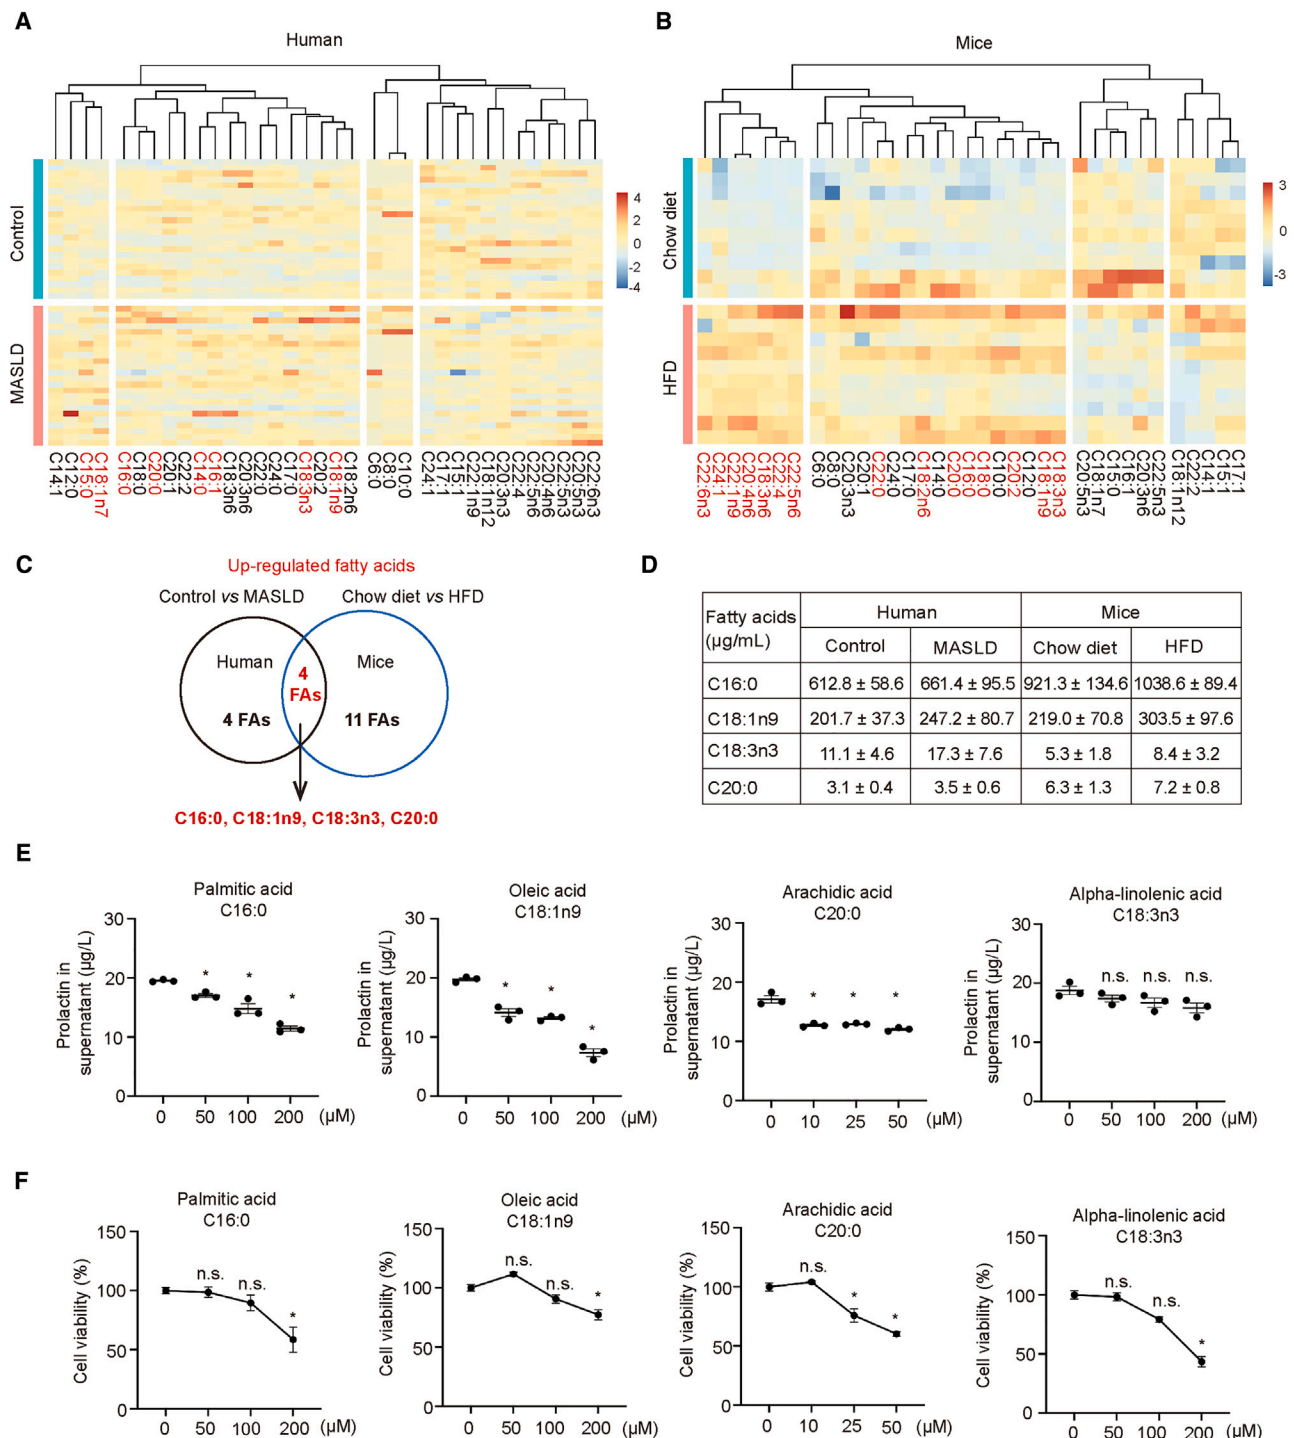 A
Human
Control
MASLD
4
2
0
-2
-4
C14:1
C12:0
C15:0
C18:1n7
C16:0
C18:0
C20:0
C20:1
C22:2
C14:0
C16:1
C18:3n6
C20:3n6
C22:0
C24:0
C17:0
C18:3n3
C20:2
C18:1n9
C18:2n6
C6:0
C8:0
C10:0
C24:1
C17:1
C15:1
C22:1n9
C18:1n12
C20:3n3
C22:4
C22:5n6
C20:4n6
C22:5n3
C20:5n3
C22:6n3
B
Mice
Chow diet
HFD
3
0
-3
C22:6n3
C24:1
C22:1n9
C20:4n6
C18:3n6
C22:4
C22:5n6
C6:0
C8:0
C20:3n3
C20:1
C22:0
C24:0
C17:0
C18:2n6
C14:0
C20:0
C16:0
C18:0
C10:0
C20:2
C12:0
C18:1n9
C18:3n3
C20:5n3
C18:1n7
C15:0
C16:1
C20:3n6
C22:5n3
C18:1n12
C22:2
C14:1
C15:1
C17:1
C
Up-regulated fatty acids
Control vs MASLD
Chow diet vs HFD
Human
4 FAs
4
FAs
Mice
11 FAs
C16:0, C18:1n9, C18:3n3, C20:0
D
Fatty acids
(µg/mL)
Human Mice
Control MASLD Chow diet HFD
C16:0 612.8 ± 58.6 661.4 ± 95.5 921.3 ± 134.6 1038.6 ± 89.4
C18:1n9 201.7 ± 37.3 247.2 ± 80.7 219.0 ± 70.8 303.5 ± 97.6
C18:3n3 11.1 ± 4.6 17.3 ± 7.6 5.3 ± 1.8 8.4 ± 3.2
C20:0 3.1 ± 0.4 3.5 ± 0.6 6.3 ± 1.3 7.2 ± 0.8
E
Palmitic acid
C16:0
Prolactin in
supernatant (µg/L)
30
20
10
0
* * *
0 50 100 200 (µM)
Oleic acid
C18:1n9
Prolactin in
supernatant (µg/L)
30
20
10
0
* * *
0 50 100 200 (µM)
Arachidic acid
C20:0
Prolactin in
supernatant (µg/L)
30
20
10
0
* * *
0 10 25 50 (µM)
Alpha-linolenic acid
C18:3n3
Prolactin in
supernatant (µg/L)
30
20
10
0
n.s. n.s. n.s.
0 50 100 200 (µM)
F
Palmitic acid
C16:0
Cell viability (%)
150
100
50
0
n.s. n.s. *
0 50 100 200 (µM)
Oleic acid
C18:1n9
Cell viability (%)
150
100
50
0
n.s. n.s. *
0 50 100 200 (µM)
Arachidic acid
C20:0
Cell viability (%)
150
100
50
0
n.s. * *
0 10 25 50 (µM)
Alpha-linolenic acid
C18:3n3
Cell viability (%)
150
100
50
0
n.s. n.s. *
0 50 100 200 (µM)